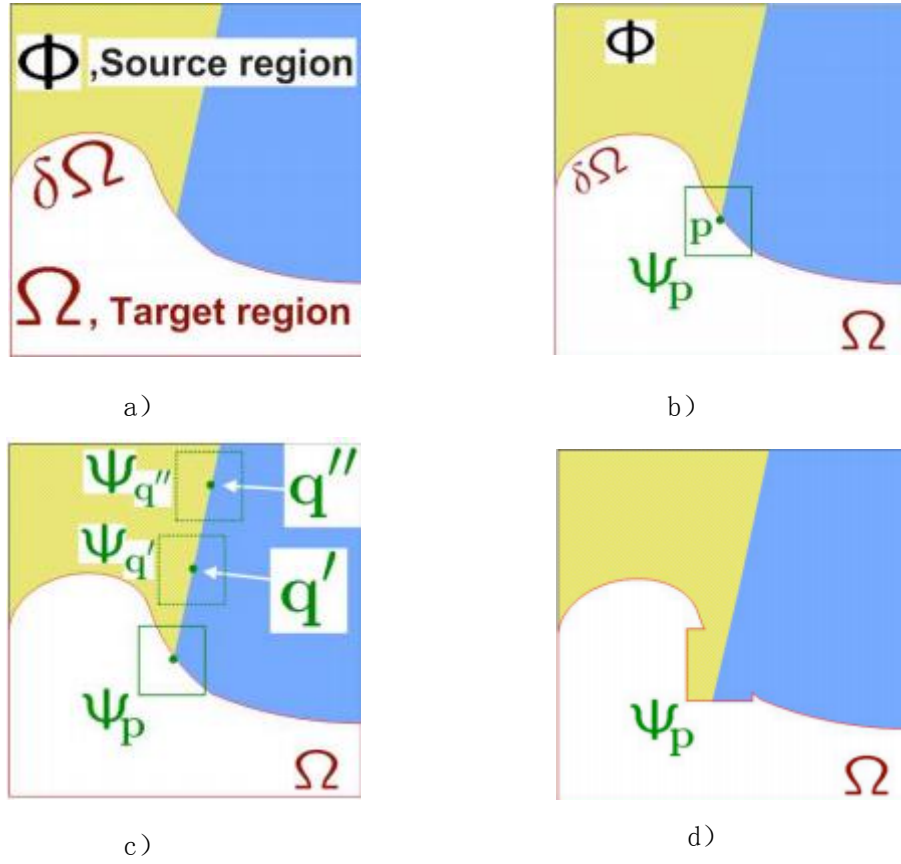 Φ ,Source region
δΩ
Ω, Target region
a)
Φ
δΩ
p
Ψp
Ω
b)
Ψq''
q''
Ψq'
q'
Ψp
Ω
c)
Ψp
Ω
d)